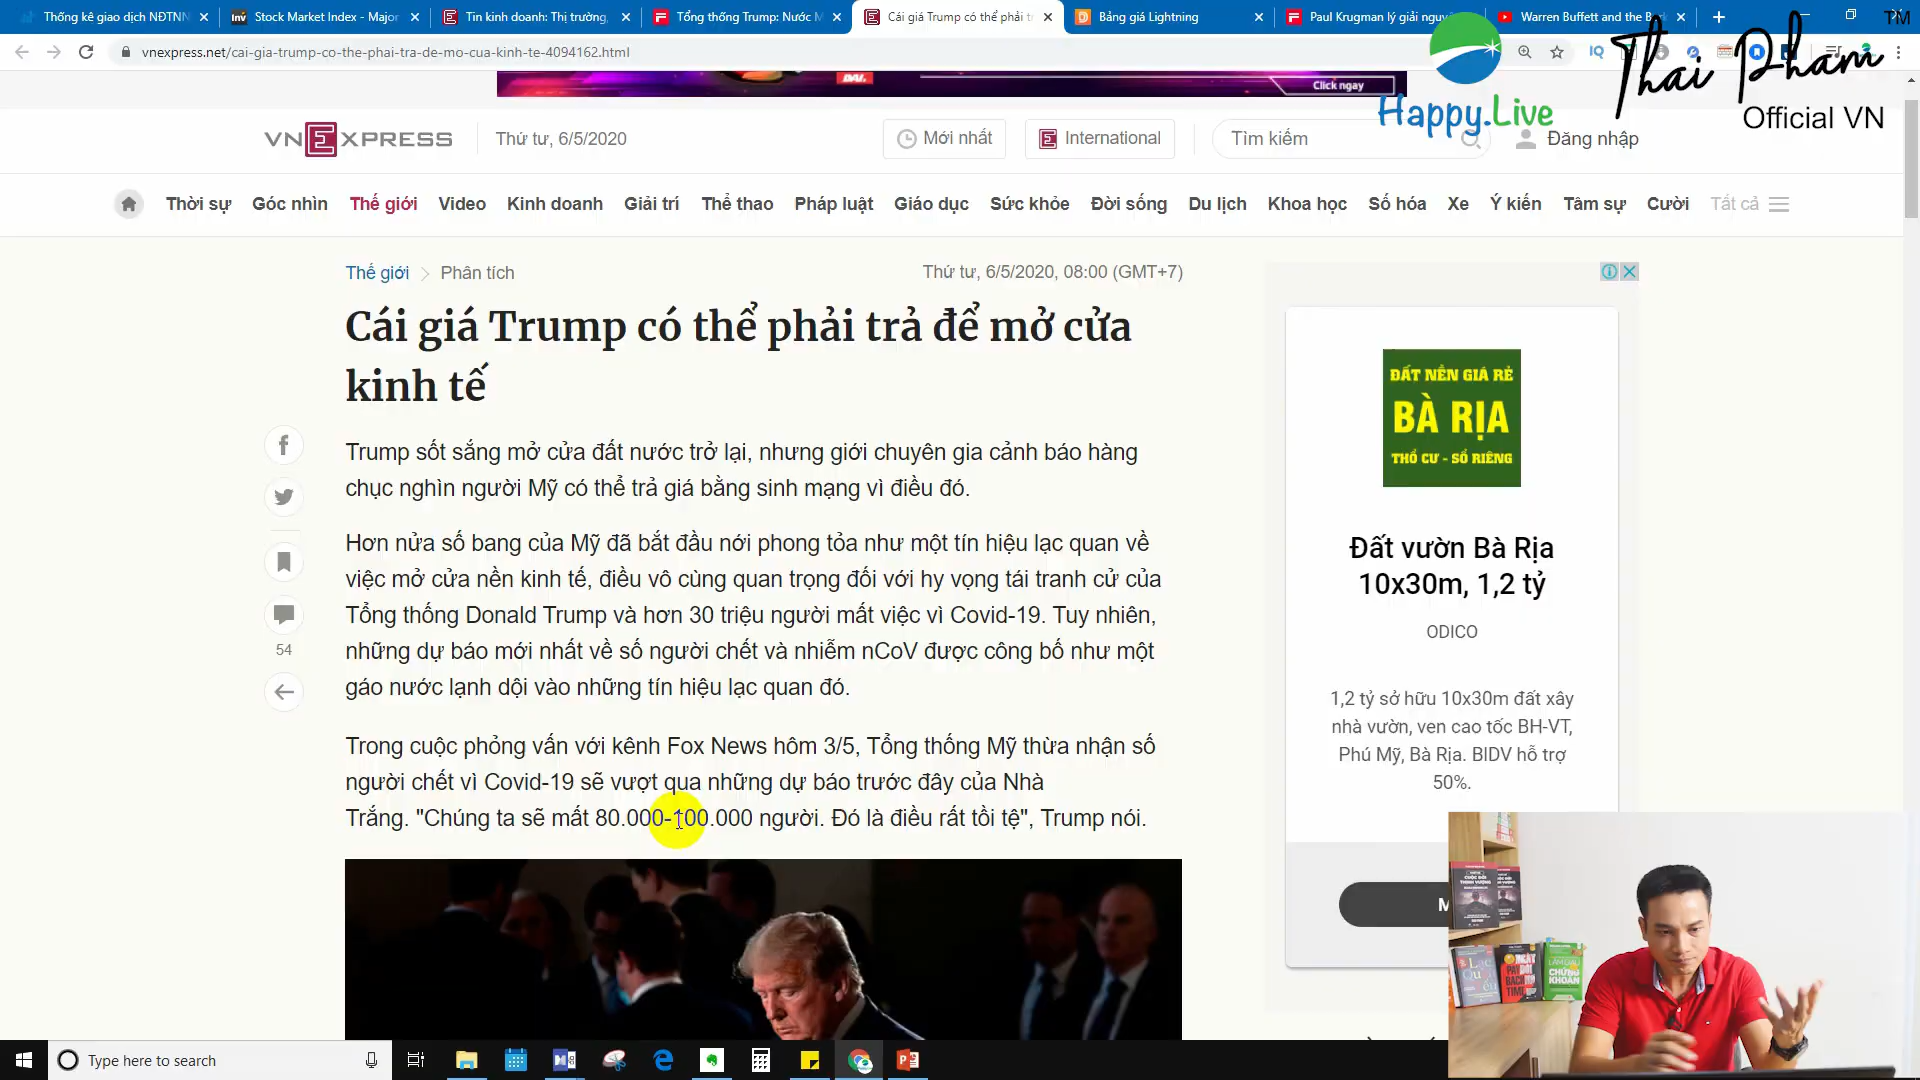 Thống kê giao dịch NĐTNN
Stock Market Index - Major
Tin kinh doanh: Thị trường,
Tổng thống Trump: Nước M
Cái giá Trump có thể phải tr
Bảng giá Lightning
Paul Krugman lý giải nguy
Warren Buffett and the B
TM
vnexpress.net/cai-gia-trump-co-the-phai-tra-de-mo-cua-kinh-te-4094162.html
Thai Pham
Happy.Live
Official VN
Click ngay
VNEXPRESS
Thứ tư, 6/5/2020
Mới nhất
International
Tìm kiếm
Đăng nhập
Thời sự Góc nhìn Thế giới Video Kinh doanh Giải trí Thể thao Pháp luật Giáo dục Sức khỏe Đời sống Du lịch Khoa học Số hóa Xe Ý kiến Tâm sự Cười Tất cả
Thế giới > Phân tích
Thứ tư, 6/5/2020, 08:00 (GMT+7)
Cái giá Trump có thể phải trả để mở cửa
kinh tế
Trump sốt sắng mở cửa đất nước trở lại, nhưng giới chuyên gia cảnh báo hàng
chục nghìn người Mỹ có thể trả giá bằng sinh mạng vì điều đó.
Hơn nửa số bang của Mỹ đã bắt đầu nới phong tỏa như một tín hiệu lạc quan về
việc mở cửa nền kinh tế, điều vô cùng quan trọng đối với hy vọng tái tranh cử của
Tổng thống Donald Trump và hơn 30 triệu người mất việc vì Covid-19. Tuy nhiên,
những dự báo mới nhất về số người chết và nhiễm nCoV được công bố như một
gáo nước lạnh dội vào những tín hiệu lạc quan đó.
54
Trong cuộc phỏng vấn với kênh Fox News hôm 3/5, Tổng thống Mỹ thừa nhận số
người chết vì Covid-19 sẽ vượt qua những dự báo trước đây của Nhà
Trắng. "Chúng ta sẽ mất 80.000-100.000 người. Đó là điều rất tồi tệ", Trump nói.
ĐẤT NỀN GIÁ RẺ
BÀ RỊA
THỔ CƯ - SỔ RIÊNG
Đất vườn Bà Rịa
10x30m, 1,2 tỷ
ODICO
1,2 tỷ sở hữu 10x30m đất xây
nhà vườn, ven cao tốc BH-VT,
Phú Mỹ, Bà Rịa. BIDV hỗ trợ
50%.
Type here to search